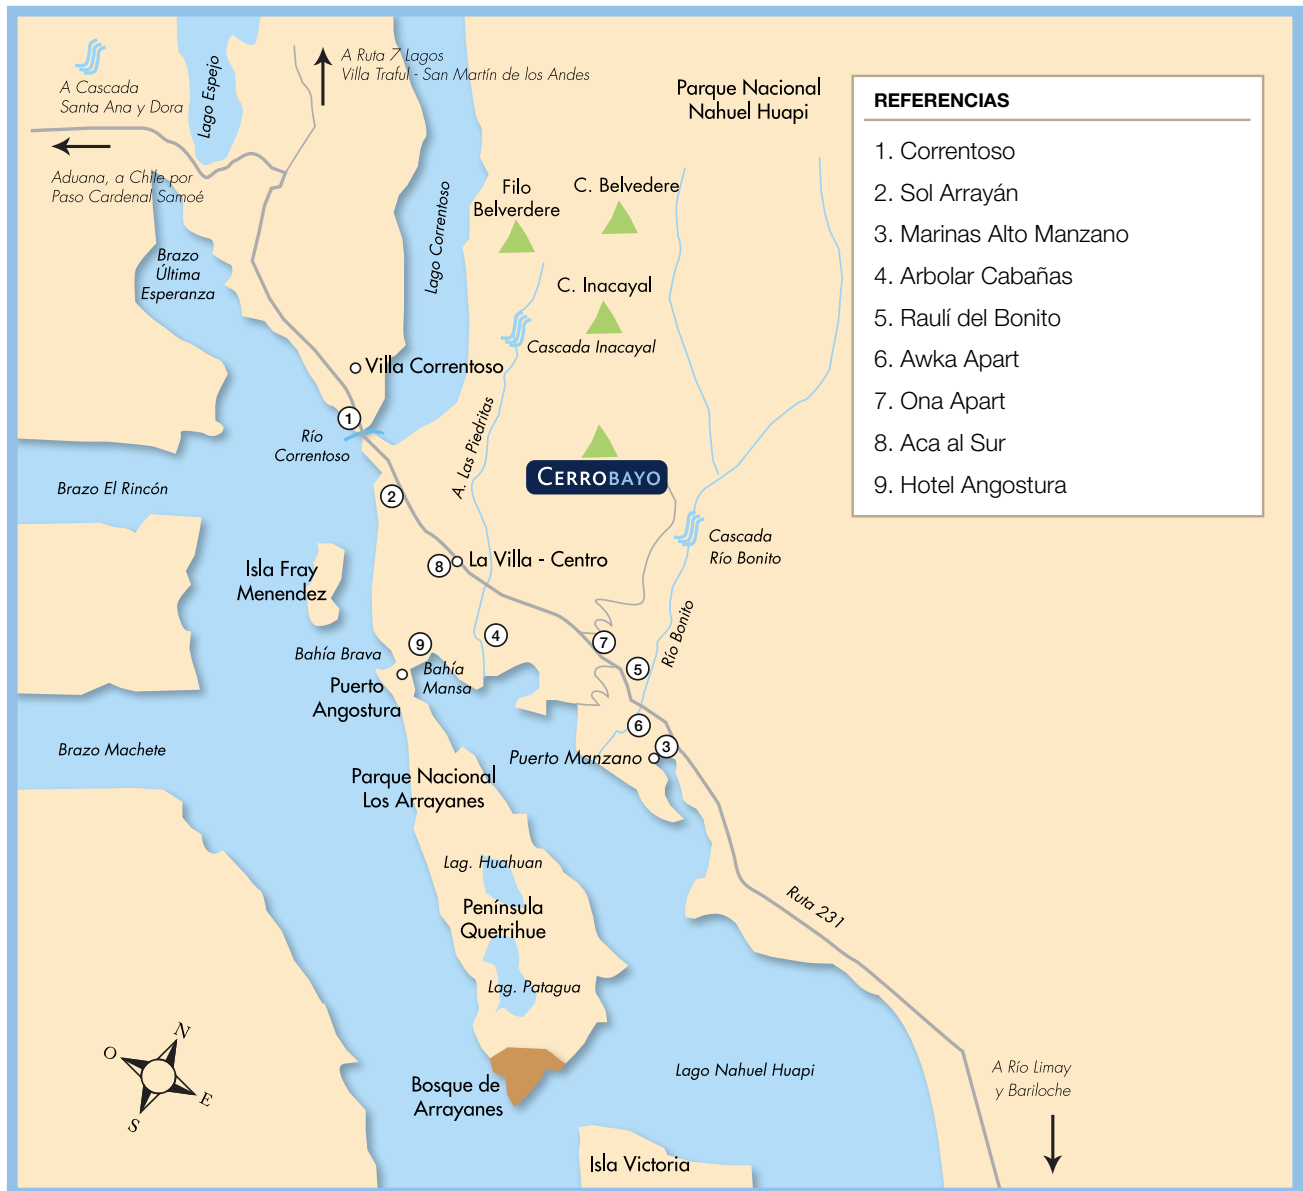 A Ruta 7 Lagos
Villa Traful - San Martín de los Andes
A Cascada
Santa Ana y Dora
Lago Espejo
Aduana, a Chile por
Paso Cardenal Samoé
Parque Nacional
Nahuel Huapi
REFERENCIAS
1. Correntoso
2. Sol Arrayán
3. Marinas Alto Manzano
4. Arbolar Cabañas
5. Raulí del Bonito
6. Awka Apart
7. Ona Apart
8. Aca al Sur
9. Hotel Angostura
Filo
Belverdere
C. Belvedere
Lago Correntoso
Brazo
Última
Esperanza
C. Inacayal
Cascada Inacayal
Villa Correntoso
1
Río
Correntoso
A. Las Piedritas
CERROBAYO
Brazo El Rincón
2
Cascada
Río Bonito
Isla Fray
Menendez
8
La Villa - Centro
Río Bonito
9
4
7
5
Bahía Brava
Bahía
Mansa
Puerto
Angostura
6
3
Brazo Machete
Puerto Manzano
Parque Nacional
Los Arrayanes
Lag. Huahuan
Ruta 231
Península
Quetrihue
Lag. Patagua
N
O
E
S
Bosque de
Arrayanes
Lago Nahuel Huapi
A Río Limay
y Bariloche
Isla Victoria